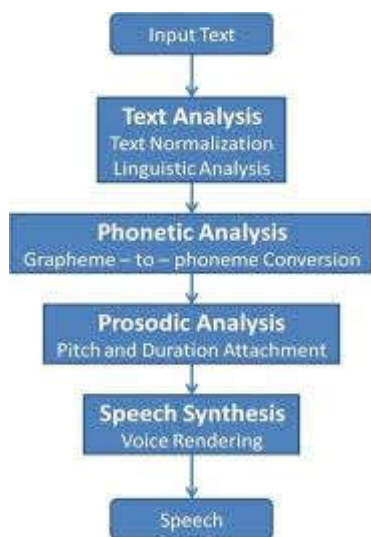 Input Text
Text Analysis
Text Normalization
Linguistic Analysis
Phonetic Analysis
Grapheme – to – phoneme Conversion
Prosodic Analysis
Pitch and Duration Attachment
Speech Synthesis
Voice Rendering
Speech